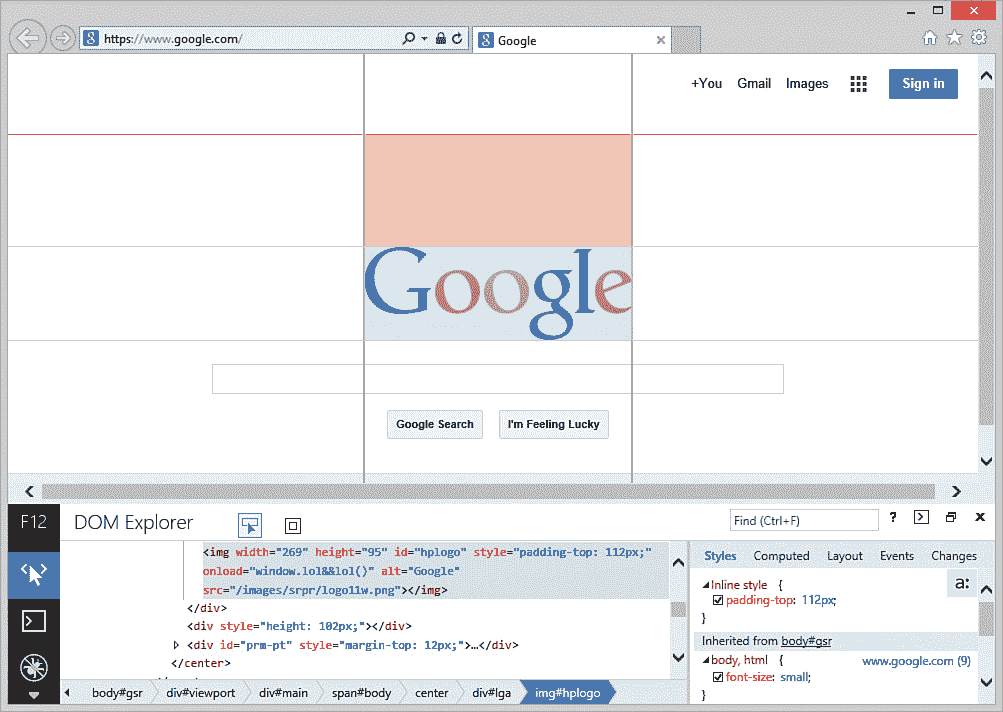 https://www.google.com/
Google
+You Gmail Images Sign in
Google
Google Search I'm Feeling Lucky
F12 DOM Explorer Find (Ctrl+F) ?
<img width="269" height="95" id="hplogo" style="padding-top: 112px;"
onload="window.lol&&lol()" alt="Google"
src="/images/srpr/logo11w.png"></img>
</div>
<div style="height: 102px;"></div>
<div id="prm-pt" style="margin-top: 12px;">…</div>
</center>
body#gsr div#viewport div#main span#body center div#lga img#hplogo
Styles Computed Layout Events Changes
a:
Inline style {
padding-top: 112px;
}
Inherited from body#gsr
body, html { www.google.com (9)
font-size: small;
}